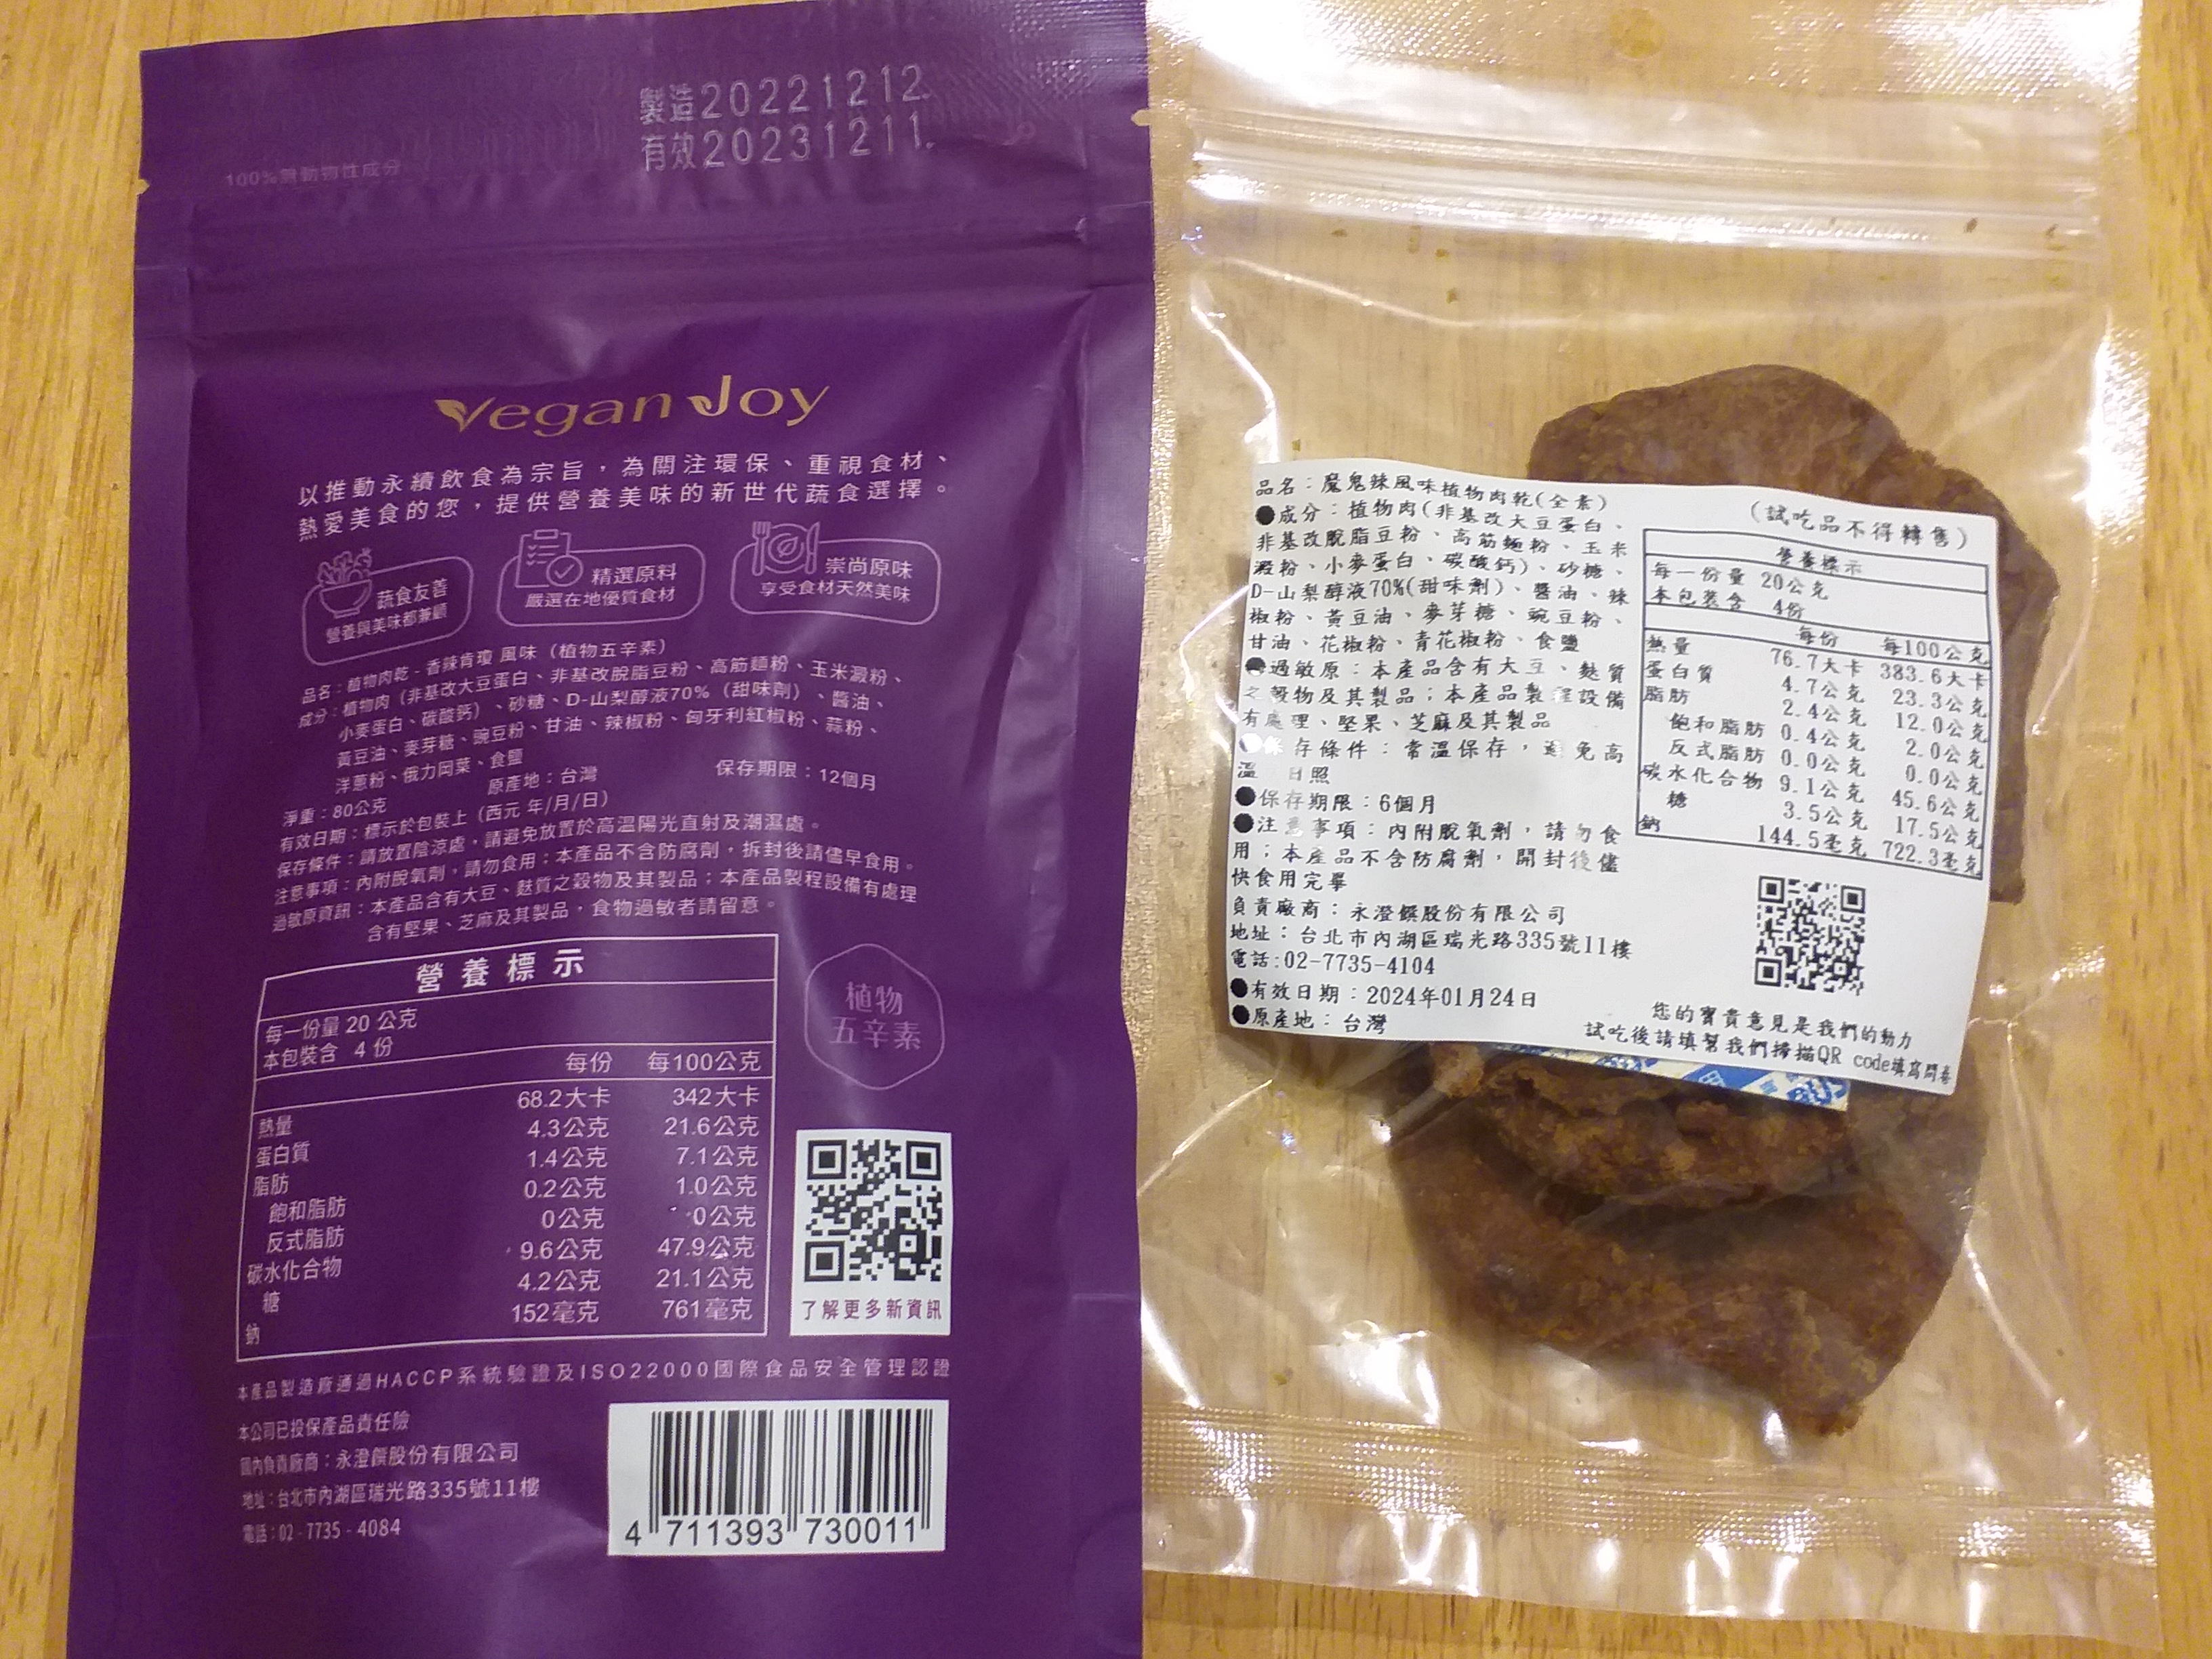 製造20221212.
有效20231211.
100%無動物性成分
Vegan Joy
以推動永續飲食為宗旨，為關注環保、重視食材、
熱愛美食的您，提供營養美味的新世代蔬食選擇。
蔬食友善
營養與美味都兼顧
精選原料
嚴選在地優質食材
崇尚原味
享受食材天然美味
品名：植物肉乾-香辣肯瓊 風味（植物五辛素）
成分：植物肉（非基改大豆蛋白、非基改脫脂豆粉、高筋麵粉、玉米澱粉、
小麥蛋白、碳酸鈣）、砂糖、D-山梨醇液70%（甜味劑）、醬油、
黃豆油、麥芽糖、豌豆粉、甘油、辣椒粉、匈牙利紅椒粉、蒜粉、
洋蔥粉、俄力岡葉、食鹽
淨重：80公克 原產地：台灣 保存期限：12個月
有效日期：標示於包裝上（西元 年/月/日）
保存條件：請放置陰涼處，請避免放置於高溫陽光直射及潮濕處。
注意事項：內附脫氧劑，請勿食用；本產品不含防腐劑，拆封後請儘早食用。
過敏原資訊：本產品含有大豆、麩質之穀物及其製品；本產品製程設備有處理
含有堅果、芝麻及其製品，食物過敏者請留意。
營養標示
每一份量 20 公克
本包裝含 4 份
每份 每100公克
熱量 68.2大卡 342大卡
蛋白質 4.3公克 21.6公克
脂肪 1.4公克 7.1公克
飽和脂肪 0.2公克 1.0公克
反式脂肪 0公克 0公克
碳水化合物 9.6公克 47.9公克
糖 4.2公克 21.1公克
鈉 152毫克 761毫克
植物
五辛素
了解更多新資訊
本產品製造廠通過HACCP系統驗證及ISO22000國際食品安全管理認證
本公司已投保產品責任險
國內負責廠商：永澄饌股份有限公司
地址：台北市內湖區瑞光路335號11樓
電話：02-7735-4084
4 711393 730011
品名：魔鬼辣風味植物肉乾(全素)
(試吃品不得轉售)
●成分：植物肉(非基改大豆蛋白、
非基改脫脂豆粉、高筋麵粉、玉米
澱粉、小麥蛋白、碳酸鈣)、砂糖、
D-山梨醇液70%(甜味劑)、醬油、辣
椒粉、黃豆油、麥芽糖、豌豆粉、
甘油、花椒粉、青花椒粉、食鹽
●過敏原：本產品含有大豆、麩質
之穀物及其製品；本產品製程設備
有處理、堅果、芝麻及其製品
●保存條件：常溫保存，避免高
溫 日照
●保存期限：6個月
●注意事項：內附脫氧劑，請勿食
用；本產品不含防腐劑，開封後儘
快食用完畢
負責廠商：永澄饌股份有限公司
地址：台北市內湖區瑞光路335號11樓
電話:02-7735-4104
●有效日期：2024年01月24日
●原產地：台灣
營養標示
每一份量 20公克
本包裝含 4份
每份 每100公克
熱量 76.7大卡 383.6大卡
蛋白質 4.7公克 23.3公克
脂肪 2.4公克 12.0公克
飽和脂肪 0.4公克 2.0公克
反式脂肪 0.0公克 0.0公克
碳水化合物 9.1公克 45.6公克
糖 3.5公克 17.5公克
鈉 144.5毫克 722.3毫克
您的寶貴意見是我們的動力
試吃後請填幫我們掃描QR code填寫問卷